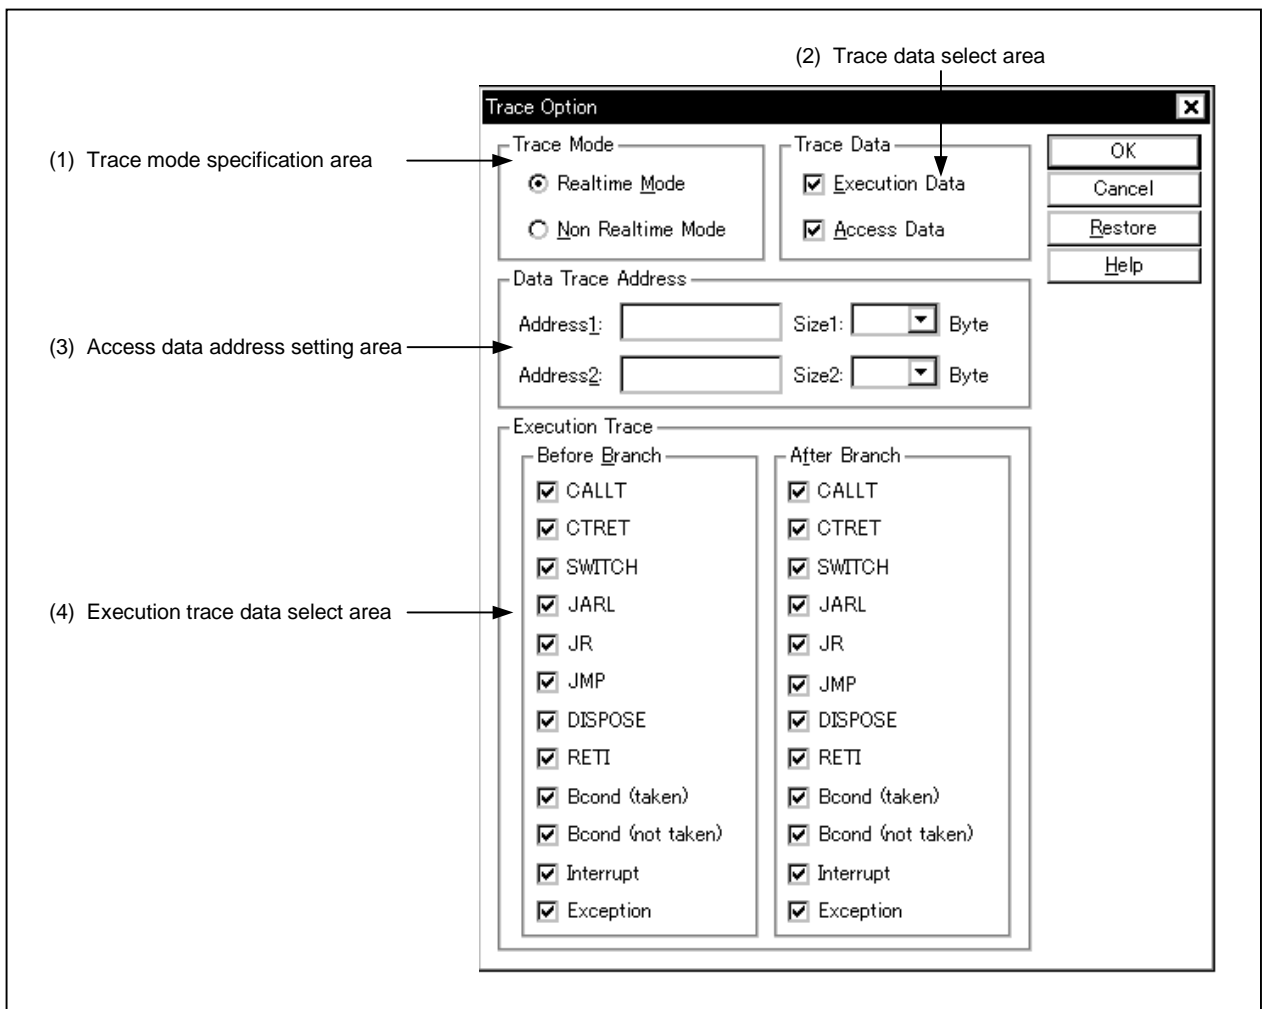 (2) Trace data select area
Trace Option
(1) Trace mode specification area
Trace Mode
Realtime Mode
Non Realtime Mode
Trace Data
Execution Data
Access Data
OK
Cancel
Restore
Help
(3) Access data address setting area
Data Trace Address
Address1: Size1: Byte
Address2: Size2: Byte
(4) Execution trace data select area
Execution Trace
Before Branch
CALLT
CTRET
SWITCH
JARL
JR
JMP
DISPOSE
RETI
Bcond (taken)
Bcond (not taken)
Interrupt
Exception
After Branch
CALLT
CTRET
SWITCH
JARL
JR
JMP
DISPOSE
RETI
Bcond (taken)
Bcond (not taken)
Interrupt
Exception